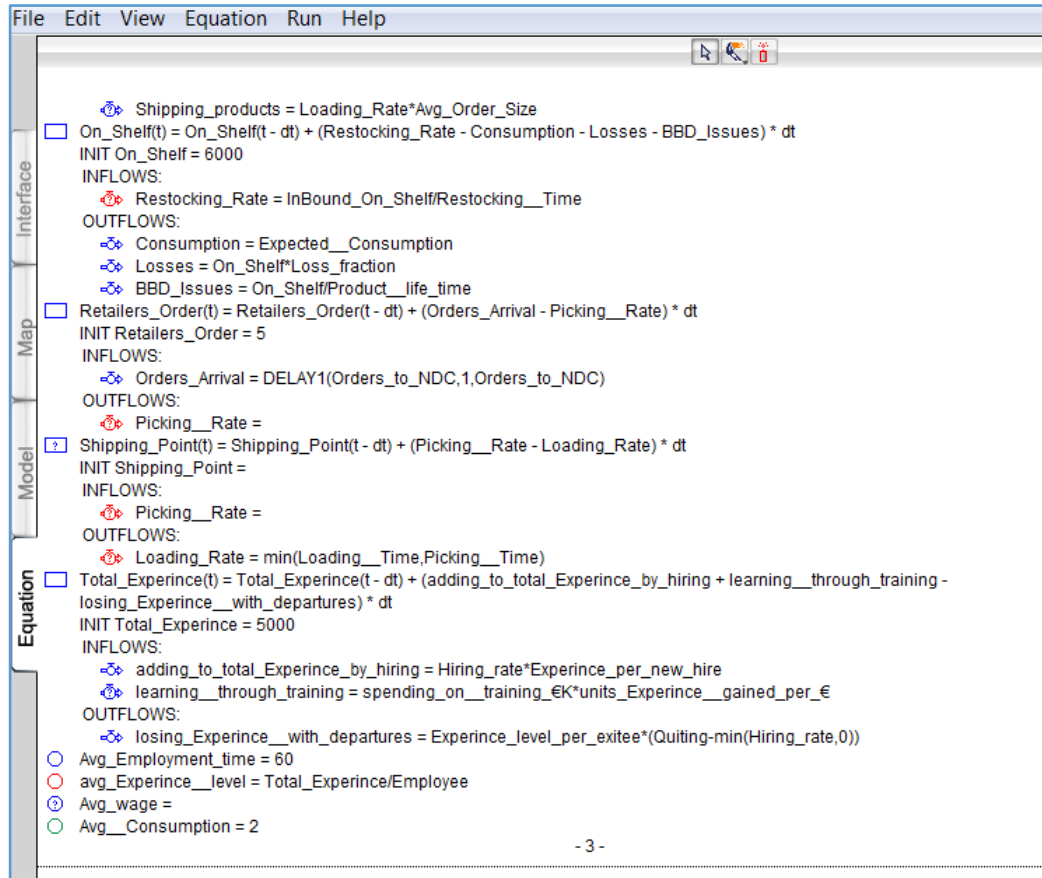 File Edit View Equation Run Help
Shipping_products = Loading_Rate*Avg_Order_Size
On_Shelf(t) = On_Shelf(t - dt) + (Restocking_Rate - Consumption - Losses - BBD_Issues) * dt
INIT On_Shelf = 6000
INFLOWS:
Restocking_Rate = InBound_On_Shelf/Restocking__Time
OUTFLOWS:
Consumption = Expected__Consumption
Losses = On_Shelf*Loss_fraction
BBD_Issues = On_Shelf/Product__life_time
Retailers_Order(t) = Retailers_Order(t - dt) + (Orders_Arrival - Picking__Rate) * dt
INIT Retailers_Order = 5
INFLOWS:
Orders_Arrival = DELAY1(Orders_to_NDC,1,Orders_to_NDC)
OUTFLOWS:
Picking__Rate =
? Shipping_Point(t) = Shipping_Point(t - dt) + (Picking__Rate - Loading_Rate) * dt
INIT Shipping_Point =
INFLOWS:
Picking__Rate =
OUTFLOWS:
Loading_Rate = min(Loading__Time,Picking__Time)
Total_Experince(t) = Total_Experince(t - dt) + (adding_to_total_Experince_by_hiring + learning__through_training -
losing_Experince__with_departures) * dt
INIT Total_Experince = 5000
INFLOWS:
adding_to_total_Experince_by_hiring = Hiring_rate*Experince_per_new_hire
learning__through_training = spending_on__training_€K*units_Experince__gained_per_€
OUTFLOWS:
losing_Experince__with_departures = Experince_level_per_exitee*(Quiting-min(Hiring_rate,0))
Avg_Employment_time = 60
avg_Experince__level = Total_Experince/Employee
? Avg_wage =
Avg__Consumption = 2
- 3 -
Interface
Map
Model
Equation